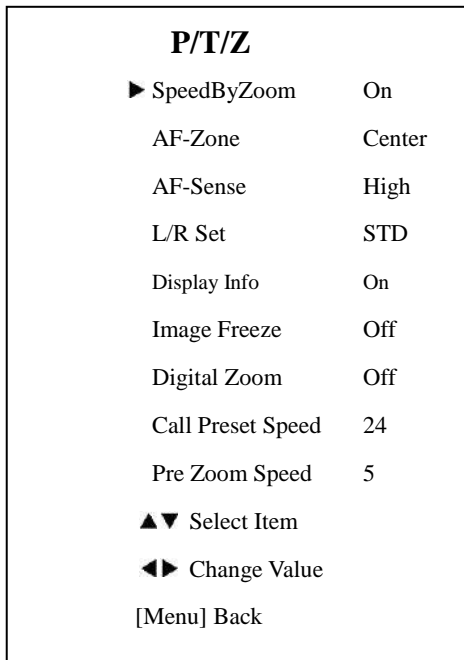 P/T/Z
▶ SpeedByZoom On
AF-Zone Center
AF-Sense High
L/R Set STD
Display Info On
Image Freeze Off
Digital Zoom Off
Call Preset Speed 24
Pre Zoom Speed 5
▲▼ Select Item
◀▶ Change Value
[Menu] Back